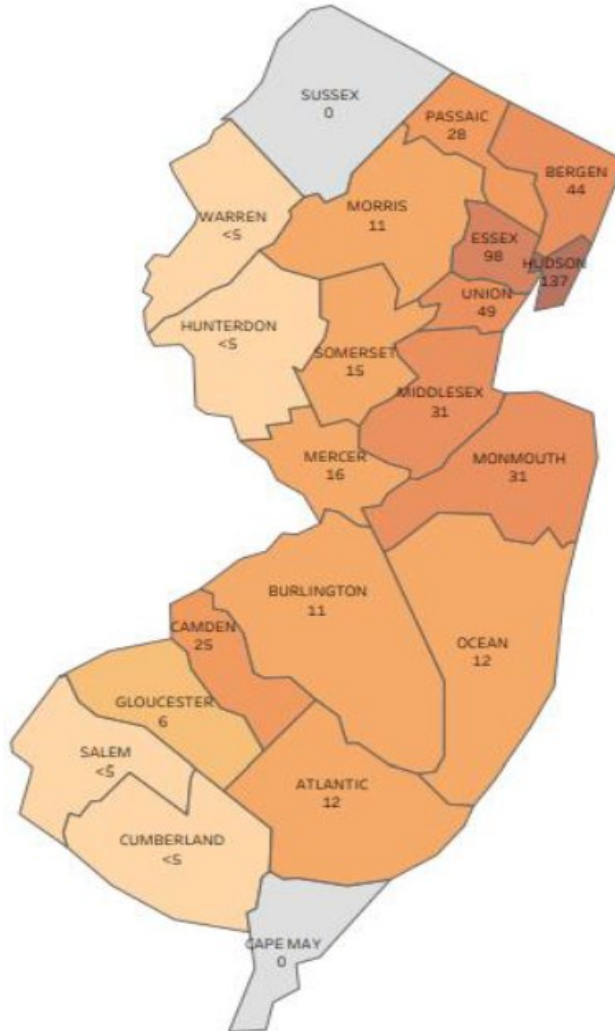 SUSSEX
0
PASSAIC
28
BERGEN
44
WARREN
<5
MORRIS
11
ESSEX
98
HUDSON
137
UNION
49
HUNTERDON
<5
SOMERSET
15
MIDDLESEX
31
MERCER
16
MONMOUTH
31
BURLINGTON
11
CAMDEN
25
OCEAN
12
GLOUCESTER
6
SALEM
<5
ATLANTIC
12
CUMBERLAND
<5
CAPE MAY
0